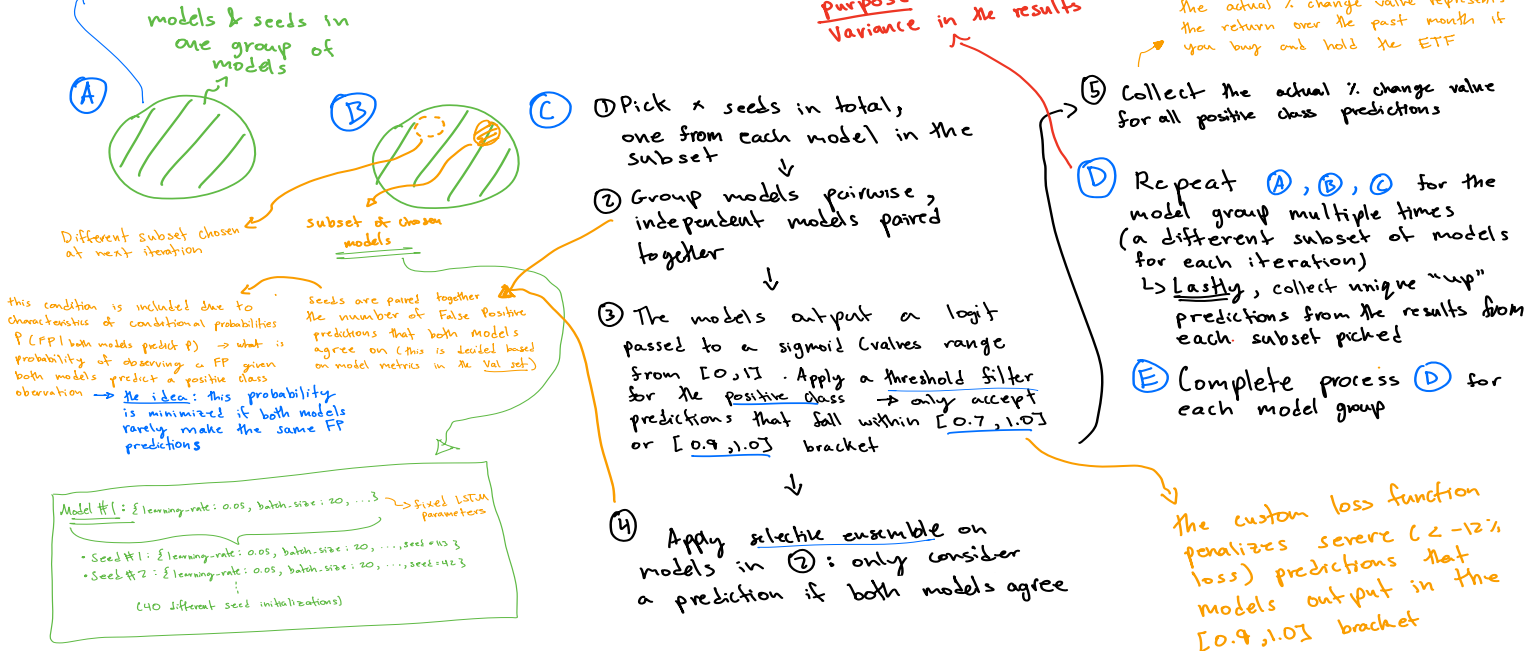 models & seeds in
one group of
models
A
B
Different subset chosen
at next iteration
subset of chosen
models
this condition is included due to
characteristics of conditional probabilities
P(FP| both models predict P) → what is
probability of observing a FP given
both models predict a positive class
obervation → the idea: this probability
is minimized if both models
rarely make the same FP
predictions
seeds are paired together
the number of False Positive
predictions that both models
agree on (this is decided based
on model metrics in the Val set)
Model #1: {learning-rate: 0.05, batch-size: 20, ...}
→ fixed LSTM
parameters
• Seed #1: {learning-rate: 0.05, batch-size: 20, ..., seed=113}
• Seed #2: {learning-rate: 0.05, batch-size: 20, ..., seed=42}
(40 different seed initializations)
C
① Pick x seeds in total,
one from each model in the
subset
↓
② Group models pairwise,
independent models paired
together
↓
③ The models output a logit
passed to a sigmoid (values range
from [0,1]. Apply a threshold filter
for the positive class → only accept
predictions that fall within [0.7,1.0]
or [0.9,1.0] bracket
↓
④ Apply selective ensemble on
models in ②: only consider
a prediction if both models agree
purpose
Variance in the results
the actual % change value represents
the return over the past month if
you buy and hold the ETF
⑤ Collect the actual % change value
for all positive class predictions
D Repeat A, B, C for the
model group multiple times
(a different subset of models
for each iteration)
↳ Lastly, collect unique "up"
predictions from the results from
each subset picked
E Complete process D for
each model group
the custom loss function
penalizes severe (< -12%
loss) predictions that
models output in the
[0.9,1.0] bracket